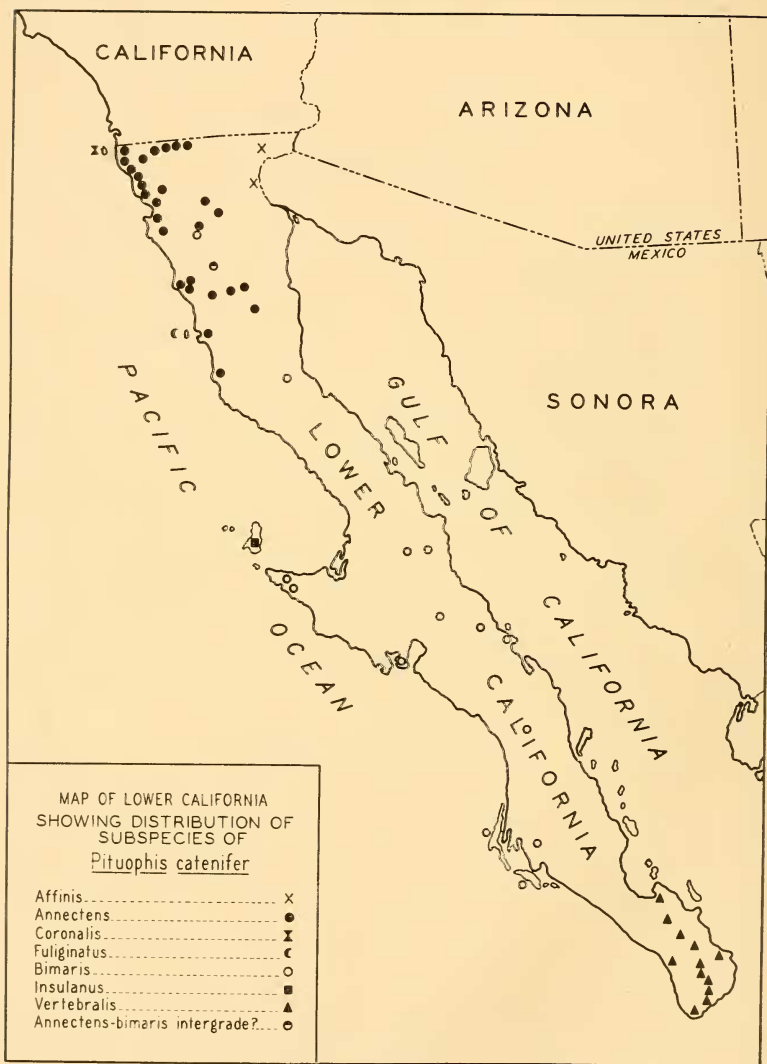 CALIFORNIA
ARIZONA
UNITED STATES
MEXICO
SONORA
PACIFIC
OCEAN
GULF OF CALIFORNIA
LOWER CALIFORNIA
MAP OF LOWER CALIFORNIA
SHOWING DISTRIBUTION OF
SUBSPECIES OF
Pituophis catenifer
Affinis
Annectens
Coronalis
Fuliginatus
Bimaris
Insulanus
Vertebralis
Annectens-bimaris intergrade?